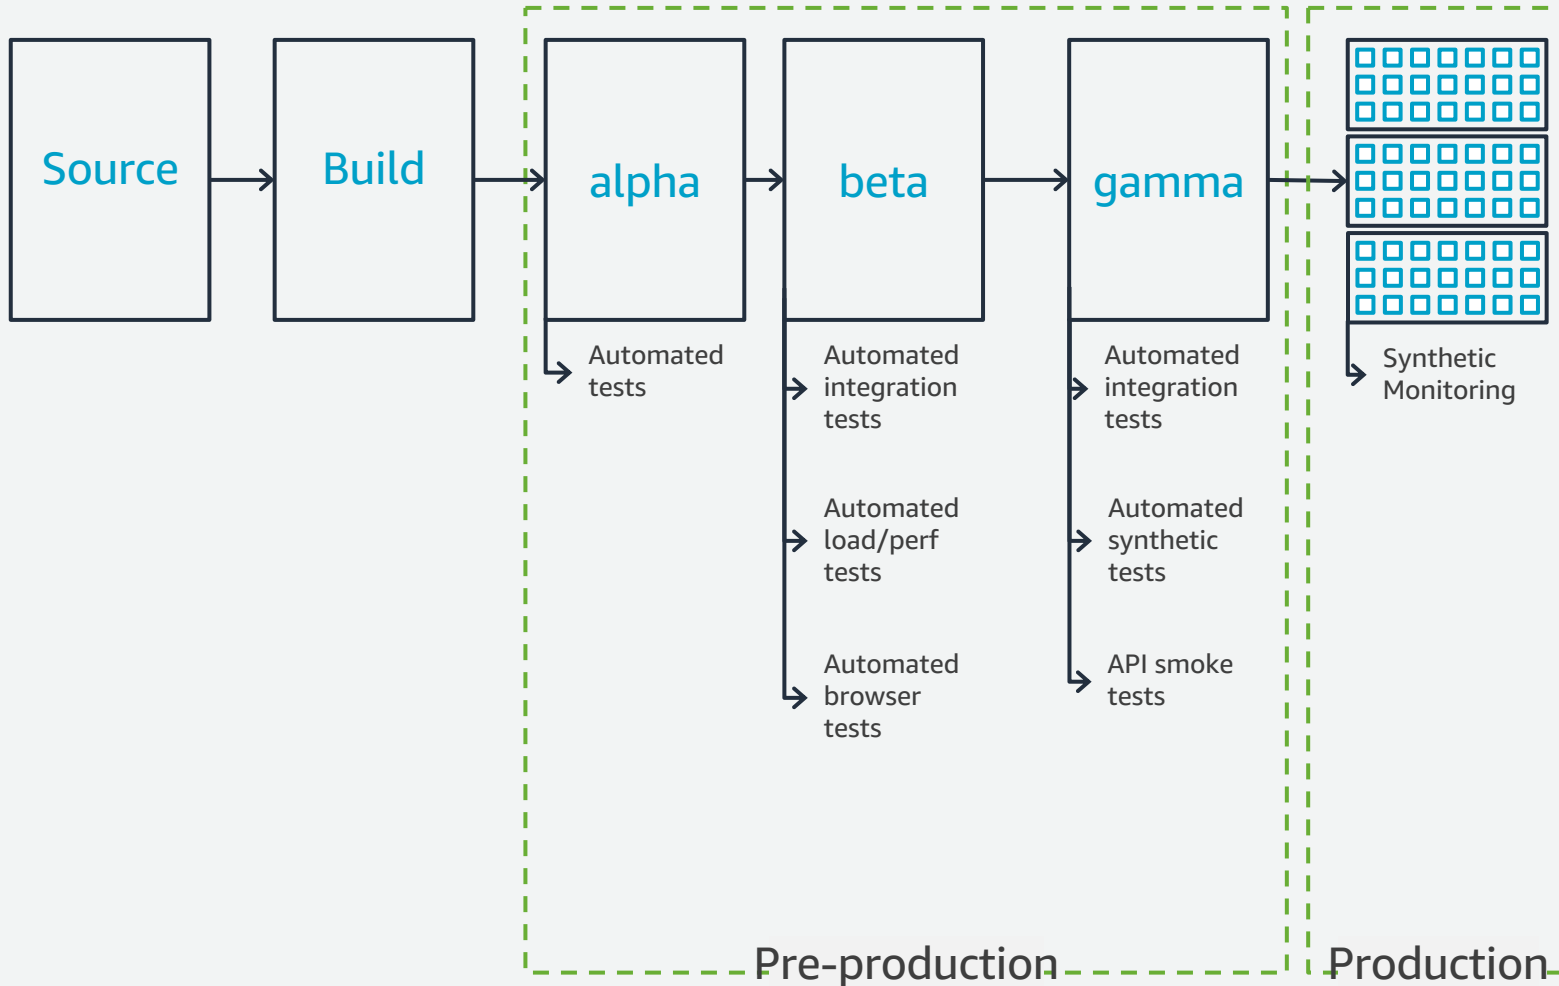 Source
Build
alpha
beta
gamma
Automated
tests
Automated
integration
tests
Automated
load/perf
tests
Automated
browser
tests
Automated
integration
tests
Automated
synthetic
tests
API smoke
tests
Synthetic
Monitoring
Pre-production
Production